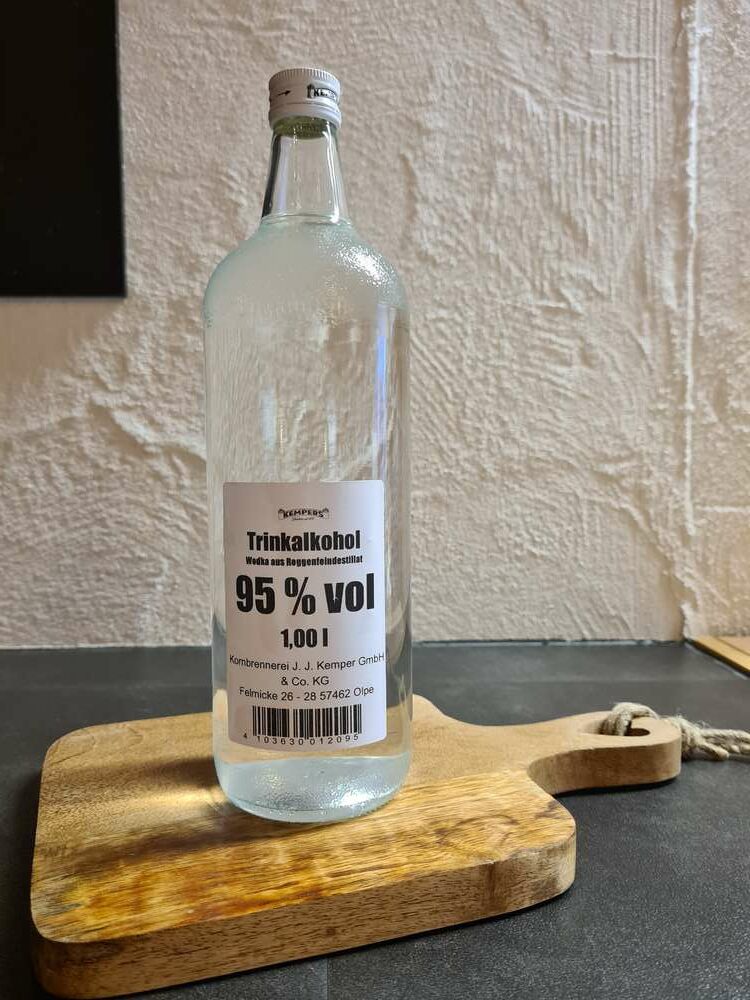 KEMPERS
Trinkalkohol
Wodka aus Roggenfeindestillat
95 % vol
1,00 l
Kornbrennerei J. J. Kemper GmbH
& Co. KG
Felmicke 26 - 28 57462 Olpe
4 103630 012095